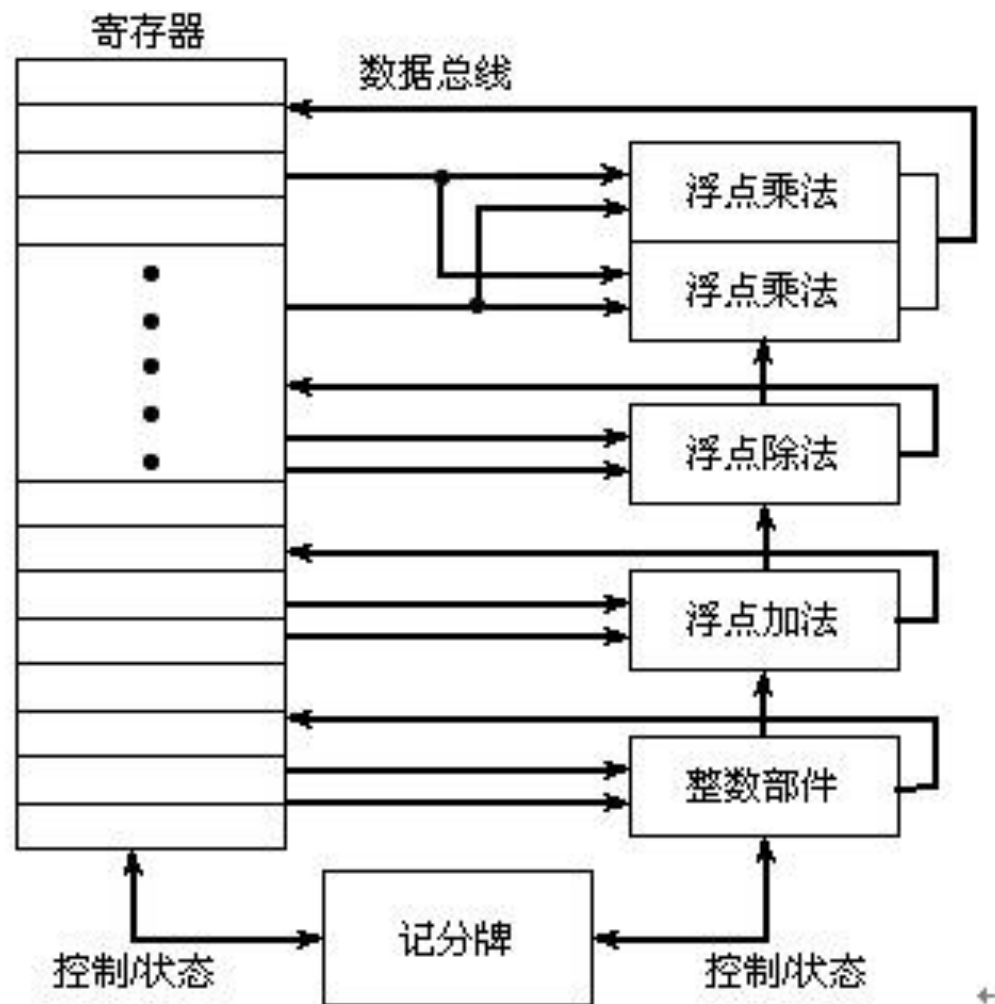 寄存器
数据总线
浮点乘法
浮点乘法
浮点除法
浮点加法
整数部件
记分牌
控制/状态
控制/状态